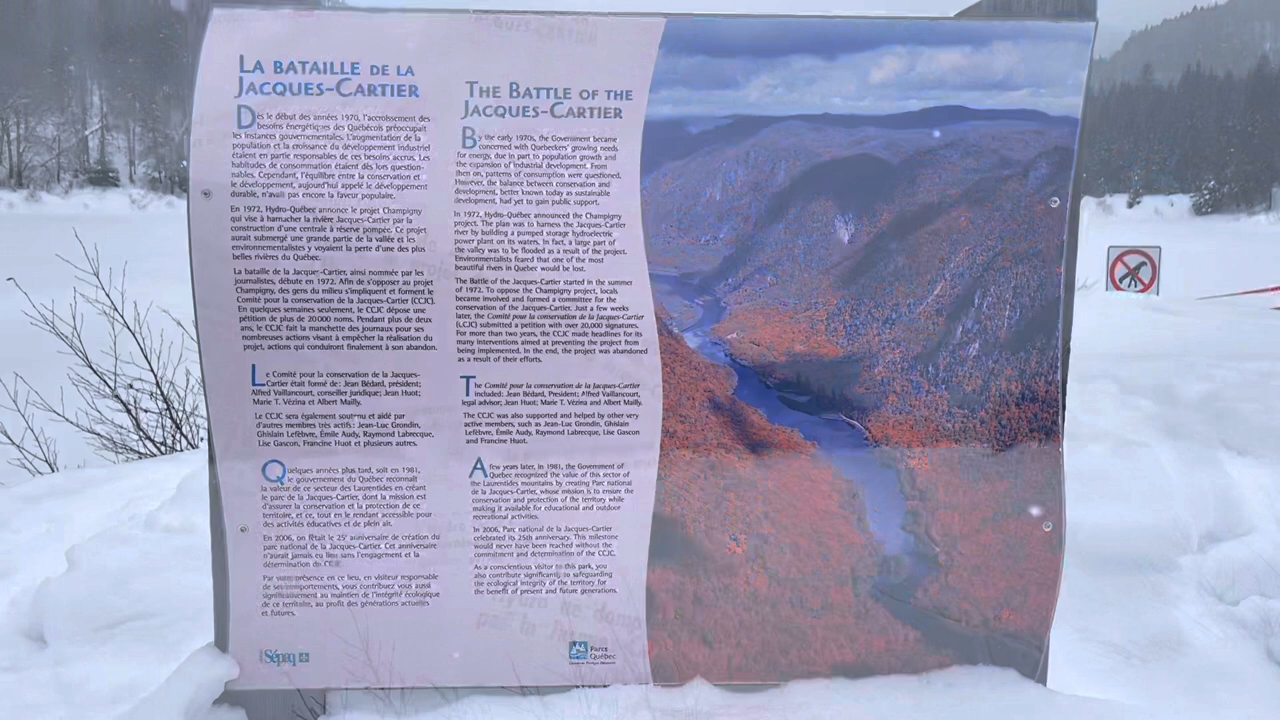 LA BATAILLE DE LA
JACQUES-CARTIER
Dès le début des années 1970, l'accroissement des
besoins énergétiques des Québécois préoccupait
les instances gouvernementales. L'augmentation de la
population et la croissance du développement industriel
étaient en partie responsables de ces besoins accrus. Les
habitudes de consommation étaient dès lors question-
nables. Cependant, l'équilibre entre la conservation et
le développement, aujourd'hui appelé le développement
durable, n'avait pas encore la faveur populaire.
En 1972, Hydro-Québec annonce le projet Champigny
qui vise à harnacher la rivière Jacques-Cartier par la
construction d'une centrale à réserve pompée. Ce projet
aurait submergé une grande partie de la vallée et les
environnementalistes y voyaient la perte d'une des plus
belles rivières du Québec.
La bataille de la Jacques-Cartier, ainsi nommée par les
journalistes, débute en 1972. Afin de s'opposer au projet
Champigny, des gens du milieu s'impliquent et forment le
Comité pour la conservation de la Jacques-Cartier (CCJC).
En quelques semaines seulement, le CCJC dépose une
pétition de plus de 20 000 noms. Pendant plus de deux
ans, le CCJC fait la manchette des journaux pour ses
nombreuses actions visant à empêcher la réalisation du
projet, actions qui conduiront finalement à son abandon.
Le Comité pour la conservation de la Jacques-
Cartier était formé de : Jean Bédard, président;
Alfred Vaillancourt, conseiller juridique; Jean Huot;
Marie T. Vézina et Albert Mailly.
Le CCJC sera également soutenu et aidé par
d'autres membres très actifs : Jean-Luc Grondin,
Ghislain Lefèbvre, Émile Audy, Raymond Labrecque,
Lise Gascon, Francine Huot et plusieurs autres.
Quelques années plus tard, soit en 1981,
le gouvernement du Québec reconnaît
la valeur de ce secteur des Laurentides en créant
le parc de la Jacques-Cartier, dont la mission est
d'assurer la conservation et la protection de ce
territoire, et ce, tout en le rendant accessible pour
des activités éducatives et de plein air.
En 2006, on fêtait le 25e anniversaire de création du
parc national de la Jacques-Cartier. Cet anniversaire
n'aurait jamais eu lieu sans l'engagement et la
détermination du CCJC.
Par votre présence en ce lieu, en visiteur responsable
de ses comportements, vous contribuez vous aussi
significativement au maintien de l'intégrité écologique
de ce territoire, au profit des générations actuelles
et futures.
Sépaq
THE BATTLE OF THE
JACQUES-CARTIER
By the early 1970s, the Government became
concerned with Quebeckers' growing needs
for energy, due in part to population growth and
the expansion of industrial development. From
then on, patterns of consumption were questioned.
However, the balance between conservation and
development, better known today as sustainable
development, had yet to gain public support.
In 1972, Hydro-Québec announced the Champigny
project. The plan was to harness the Jacques-Cartier
river by building a pumped storage hydroelectric
power plant on its waters. In fact, a large part of
the valley was to be flooded as a result of the project.
Environmentalists feared that one of the most
beautiful rivers in Québec would be lost.
The Battle of the Jacques-Cartier started in the summer
of 1972. To oppose the Champigny project, locals
became involved and formed a committee for the
conservation of the Jacques-Cartier. Just a few weeks
later, the Comité pour la conservation de la Jacques-Cartier
(CCJC) submitted a petition with over 20,000 signatures.
For more than two years, the CCJC made headlines for its
many interventions aimed at preventing the project from
being implemented. In the end, the project was abandoned
as a result of their efforts.
The Comité pour la conservation de la Jacques-Cartier
included: Jean Bédard, President; Alfred Vaillancourt,
legal advisor; Jean Huot; Marie T. Vézina and Albert Mailly.
The CCJC was also supported and helped by other very
active members, such as Jean-Luc Grondin, Ghislain
Lefèbvre, Émile Audy, Raymond Labrecque, Lise Gascon
and Francine Huot.
A few years later, in 1981, the Government of
Québec recognized the value of this sector of
the Laurentides mountains by creating Parc national
de la Jacques-Cartier, whose mission is to ensure the
conservation and protection of the territory while
making it available for educational and outdoor
recreational activities.
In 2006, Parc national de la Jacques-Cartier
celebrated its 25th anniversary. This milestone
would never have been reached without the
commitment and determination of the CCJC.
As a conscientious visitor to this park, you
also contribute significantly to safeguarding
the ecological integrity of the territory for
the benefit of present and future generations.
Parcs
Québec